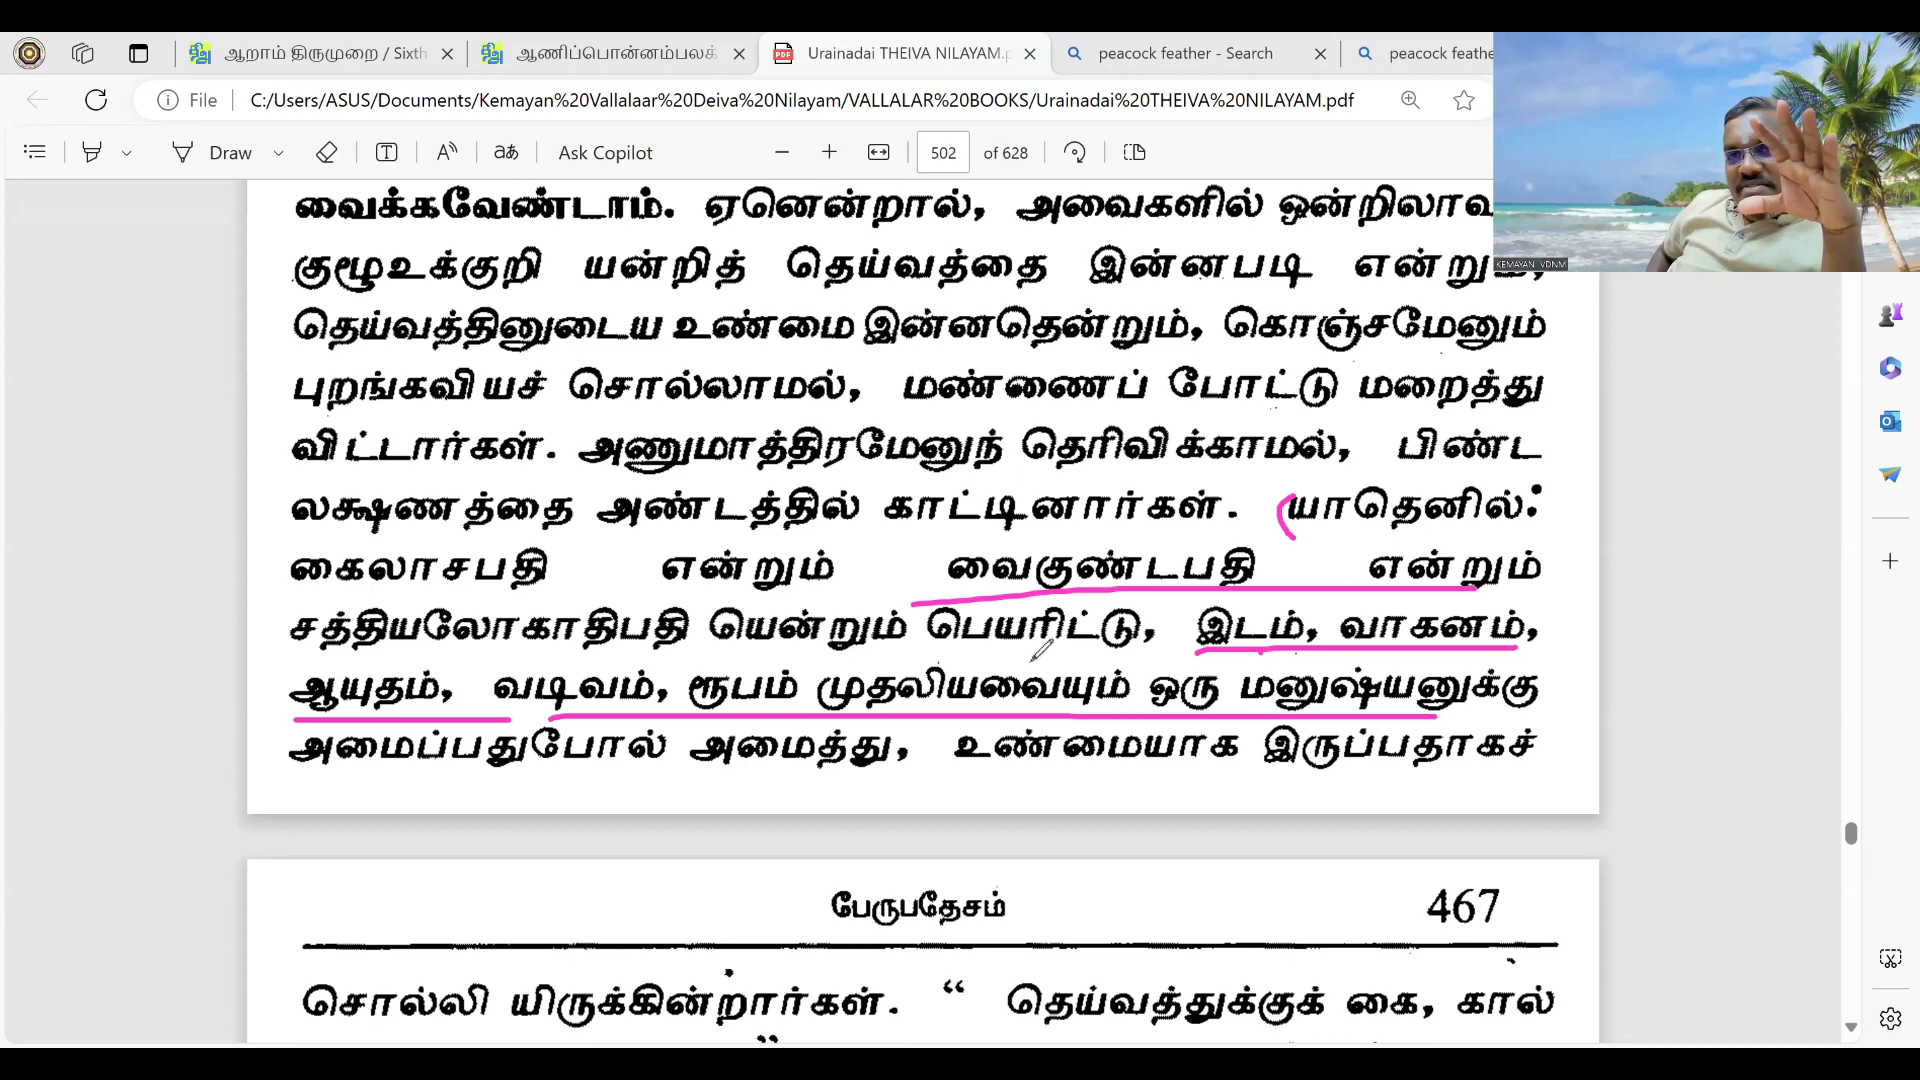 ஆறாம் திருமுறை / Sixth
ஆணிப்பொன்னம்பலக்
Urainadai THEIVA NILAYAM.p
peacock feather - Search
peacock feathe
File C:/Users/ASUS/Documents/Kemayan%20Vallalaar%20Deiva%20Nilayam/VALLALAR%20BOOKS/Urainadai%20THEIVA%20NILAYAM.pdf
Draw Ask Copilot 502 of 628
KEMAYAN_VDNM
வைக்கவேண்டாம். ஏனென்றால், அவைகளில் ஒன்றிலாவ
குழூஉக்குறி யன்றித் தெய்வத்தை இன்னபடி என்றும்,
தெய்வத்தினுடைய உண்மை இன்னதென்றும், கொஞ்சமேனும்
புறங்கவியச் சொல்லாமல், மண்ணைப் போட்டு மறைத்து
விட்டார்கள். அணுமாத்திரமேனுந் தெரிவிக்காமல், பிண்ட
லக்ஷணத்தை அண்டத்தில் காட்டினார்கள். யாதெனில்:
கைலாசபதி என்றும் வைகுண்டபதி என்றும்
சத்தியலோகாதிபதி யென்றும் பெயரிட்டு, இடம், வாகனம்,
ஆயுதம், வடிவம், ரூபம் முதலியவையும் ஒரு மனுஷ்யனுக்கு
அமைப்பதுபோல் அமைத்து, உண்மையாக இருப்பதாகச்
பேருபதேசம் 467
சொல்லி யிருக்கின்றார்கள். “ தெய்வத்துக்குக் கை, கால்
”